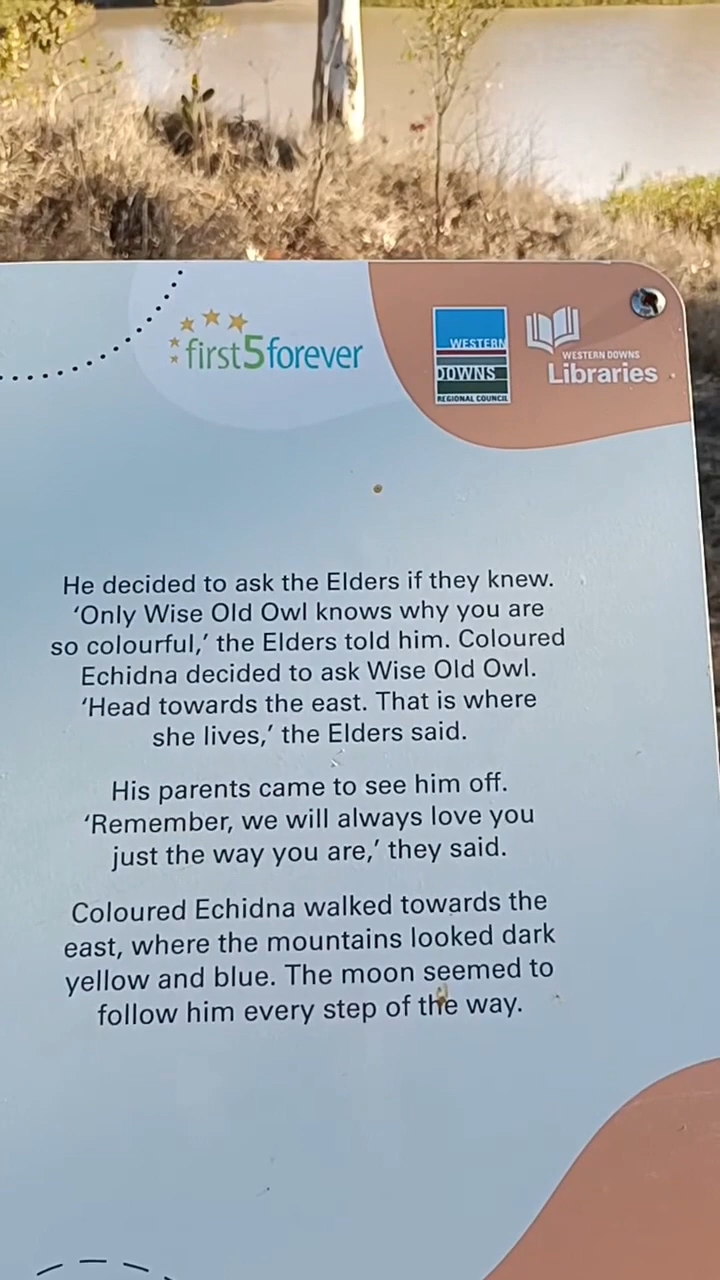 first5forever
WESTERN
DOWNS
REGIONAL COUNCIL
WESTERN DOWNS
Libraries
He decided to ask the Elders if they knew.
‘Only Wise Old Owl knows why you are
so colourful,’ the Elders told him. Coloured
Echidna decided to ask Wise Old Owl.
‘Head towards the east. That is where
she lives,’ the Elders said.
His parents came to see him off.
‘Remember, we will always love you
just the way you are,’ they said.
Coloured Echidna walked towards the
east, where the mountains looked dark
yellow and blue. The moon seemed to
follow him every step of the way.